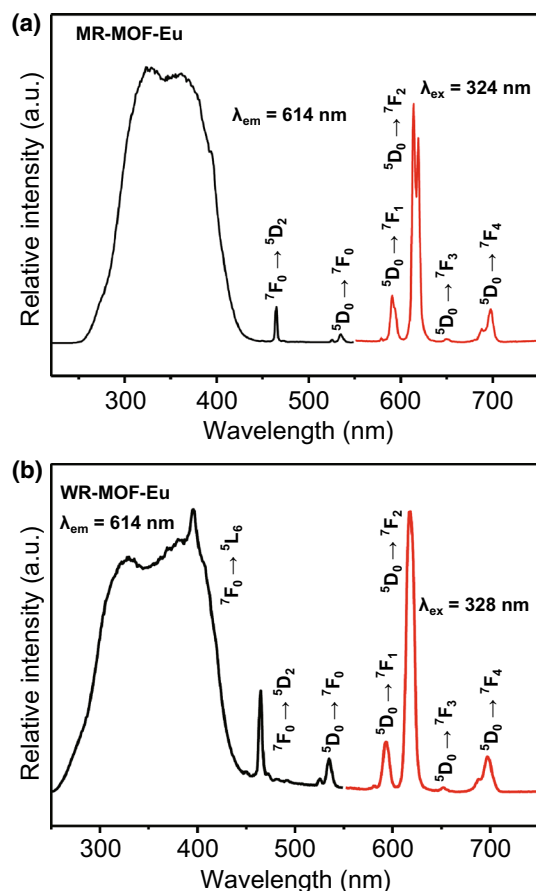 (a)
MR-MOF-Eu
λem = 614 nm
λex = 324 nm
⁷F₀ → ⁵D₂
⁵D₀ → ⁷F₀
⁵D₀ → ⁷F₁
⁵D₀ → ⁷F₂
⁵D₀ → ⁷F₃
⁵D₀ → ⁷F₄
Relative intensity (a.u.)
300 400 500 600 700
Wavelength (nm)
(b)
WR-MOF-Eu
λem = 614 nm
λex = 328 nm
⁷F₀ → ⁵L₆
⁷F₀ → ⁵D₂
⁵D₀ → ⁷F₀
⁵D₀ → ⁷F₁
⁵D₀ → ⁷F₂
⁵D₀ → ⁷F₃
⁵D₀ → ⁷F₄
Relative intensity (a.u.)
300 400 500 600 700
Wavelength (nm)